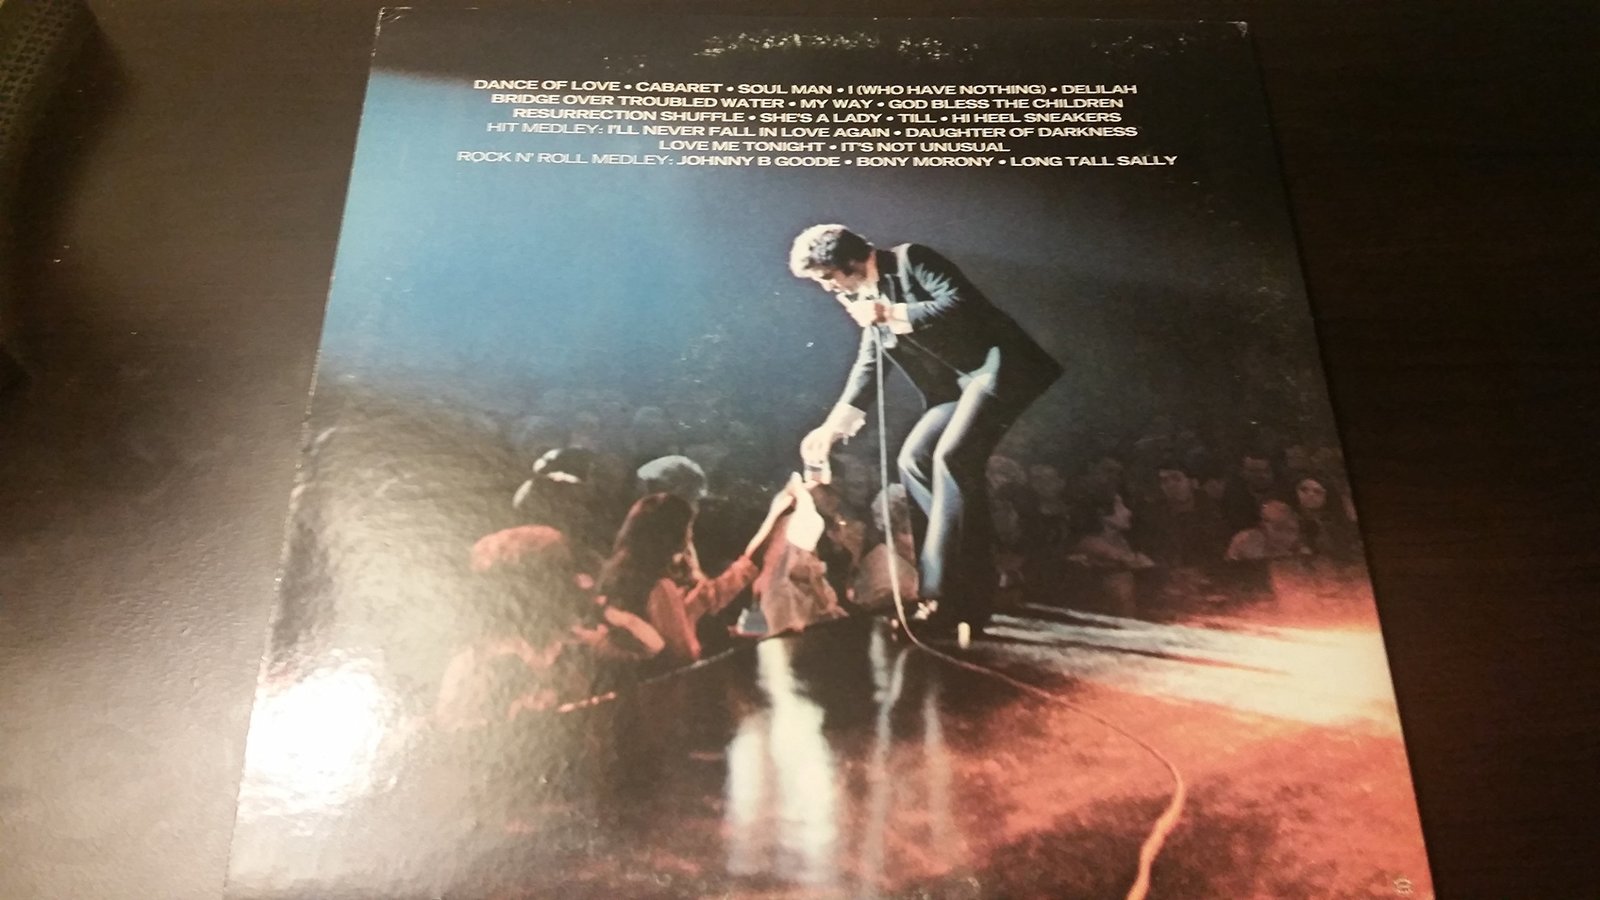 DANCE OF LOVE • CABARET • SOUL MAN • I (WHO HAVE NOTHING) • DELILAH
BRIDGE OVER TROUBLED WATER • MY WAY • GOD BLESS THE CHILDREN
RESURRECTION SHUFFLE • SHE'S A LADY • TILL • HI HEEL SNEAKERS
HIT MEDLEY: I'LL NEVER FALL IN LOVE AGAIN • DAUGHTER OF DARKNESS
LOVE ME TONIGHT • IT'S NOT UNUSUAL
ROCK N' ROLL MEDLEY: JOHNNY B GOODE • BONY MORONY • LONG TALL SALLY